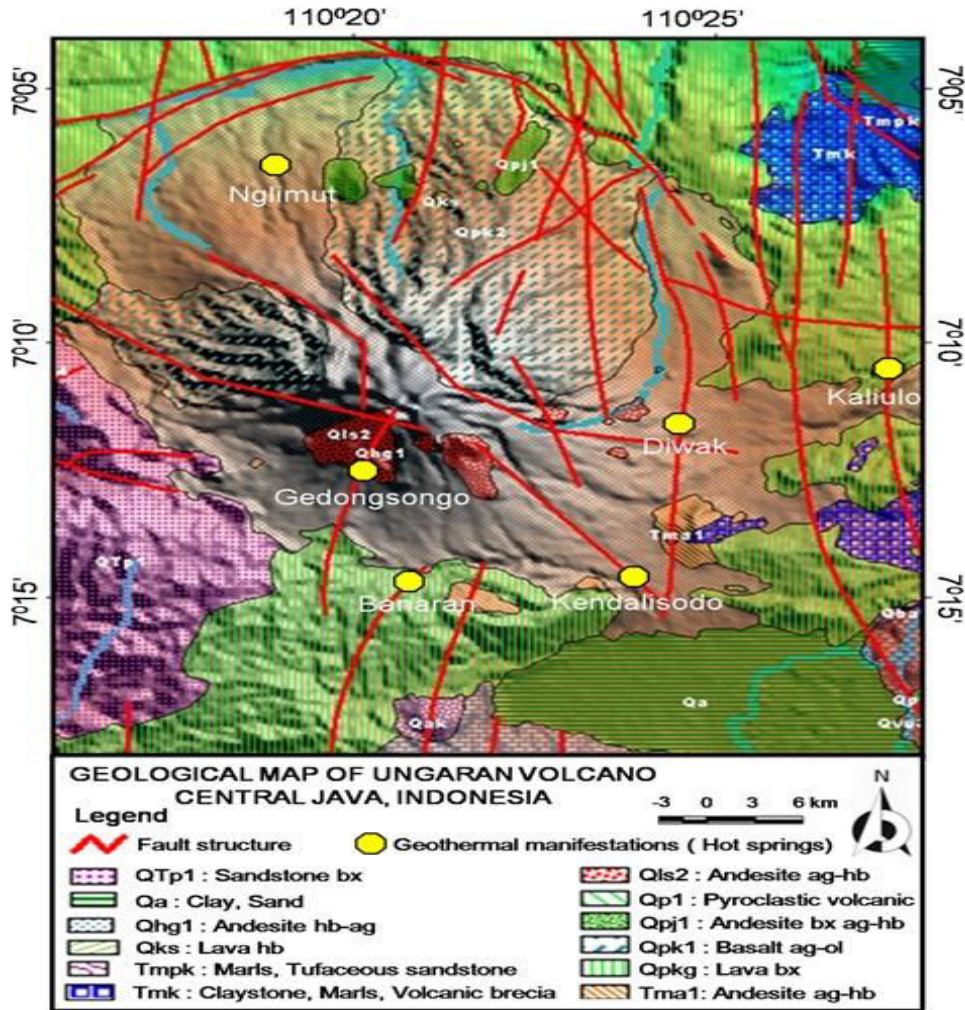 110º20' 110º25'
7º05' 7º05'
Tmpk
Tmk
Qpj1
Nglimut
Qks
Qpk2
7º10' 7º10'
Kaliulo
Qls2
Diwak
Qhg1
Gedongsongo
Tma1
QTp1
7º15' 7º15'
Banaran Kendalisodo
Qba
Qa
Qak
GEOLOGICAL MAP OF UNGARAN VOLCANO
CENTRAL JAVA, INDONESIA
Legend
-3 0 3 6 km
N
Fault structure
Geothermal manifestations ( Hot springs)
QTp1 : Sandstone bx
Qa : Clay, Sand
Qhg1 : Andesite hb-ag
Qks : Lava hb
Tmpk : Marls, Tufaceous sandstone
Tmk : Claystone, Marls, Volcanic brecia
Qls2 : Andesite ag-hb
Qp1 : Pyroclastic volcanic
Qpj1 : Andesite bx ag-hb
Qpk1 : Basalt ag-ol
Qpkg : Lava bx
Tma1: Andesite ag-hb